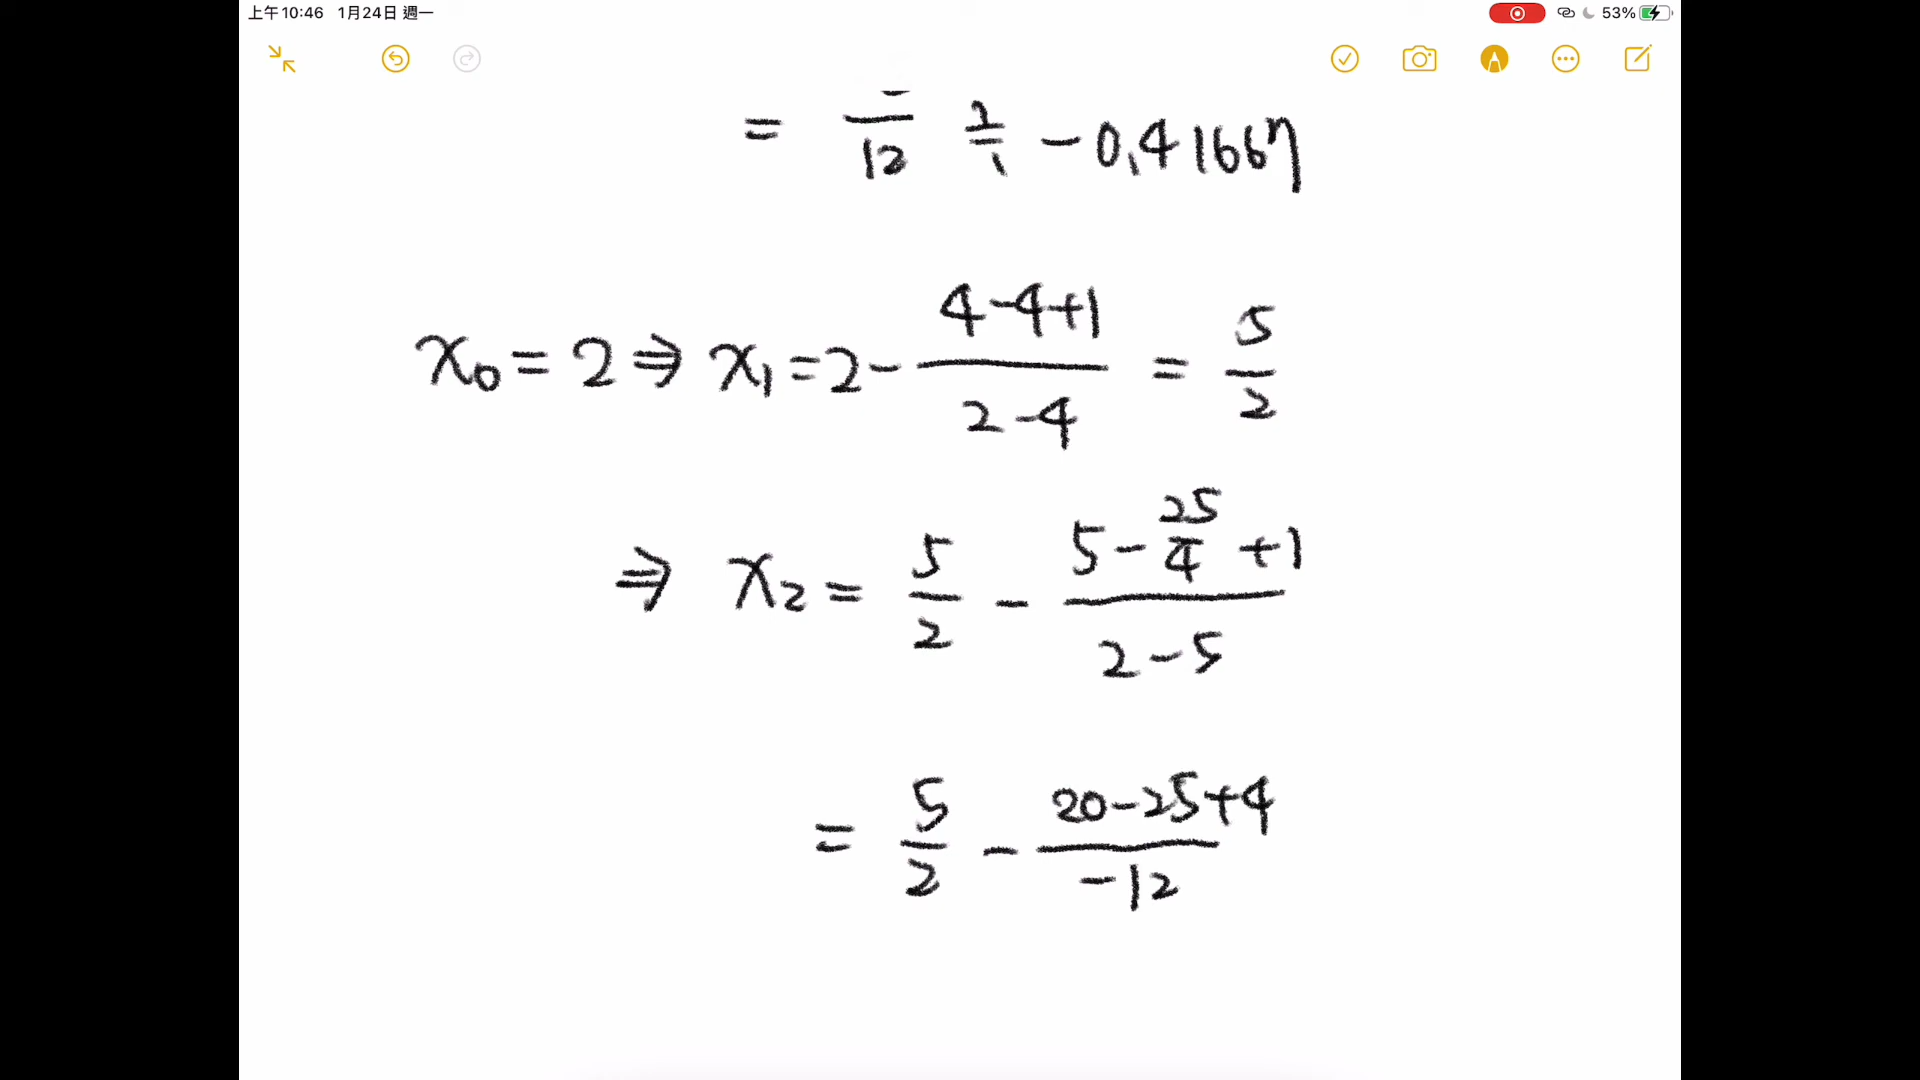 上午10:46 1月24日 週一 53%
= /12 ≒ -0.41667
x₀ = 2 ⇒ x₁ = 2 - (4-4+1)/(2-4) = 5/2
⇒ x₂ = 5/2 - (5 - 25/4 + 1)/(2-5)
= 5/2 - (20-25+4)/(-12)